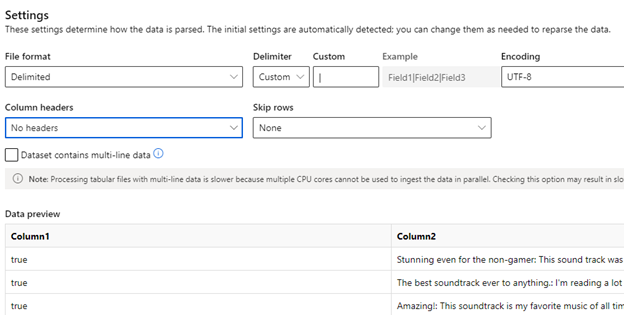 Settings
These settings determine how the data is parsed. The initial settings are automatically detected; you can change them as needed to reparse the data.
File format
Delimiter
Custom
Example
Encoding
Delimited
Custom
|
Field1|Field2|Field3
UTF-8
Column headers
Skip rows
No headers
None
Dataset contains multi-line data
Note: Processing tabular files with multi-line data is slower because multiple CPU cores cannot be used to ingest the data in parallel. Checking this option may result in slo
Data preview
Column1
Column2
true
Stunning even for the non-gamer: This sound track was
true
The best soundtrack ever to anything.: I'm reading a lot
true
Amazing!: This soundtrack is my favorite music of all tim